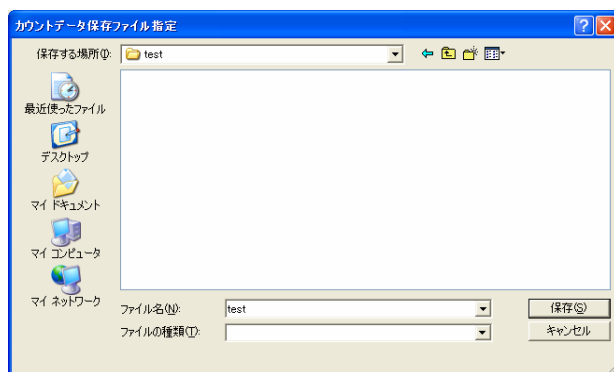 カウントデータ保存ファイル指定
保存する場所(I):
test
最近使ったファイル
デスクトップ
マイ ドキュメント
マイ コンピュータ
マイ ネットワーク
ファイル名(N):
test
保存(S)
ファイルの種類(T):
キャンセル